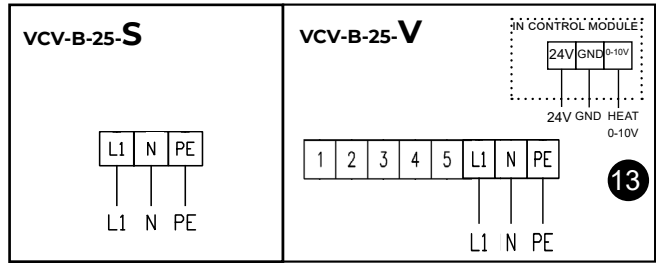 VCV-B-25-S
L1 N PE
L1 N PE
VCV-B-25-V
IN CONTROL MODULE
24V GND 0-10V
24V GND HEAT
0-10V
1 2 3 4 5 L1 N PE
13
L1 N PE